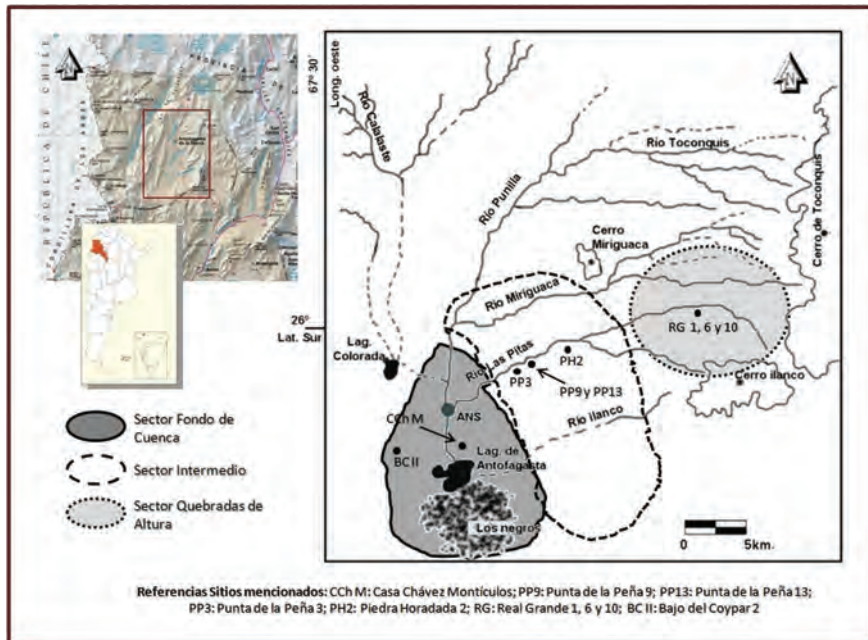 REPÚBLICA DE CHILE
N
67° 30´
Long. oeste
N
Río Calalaste
Río Punilla
Río Toconquis
Cerro de Toconquis
Cerro
Miriguaca
Río Miriguaca
26°
Lat. Sur
Lag.
Colorada
RG 1, 6 y 10
Río Las Pitas
PH2
PP3
PP9 y PP13
Cerro ilanco
CCh M
ANS
Río ilanco
BC II
Lag. de
Antofagasta
Los negros
0 5km.
Sector Fondo de
Cuenca
Sector Intermedio
Sector Quebradas de
Altura
Referencias Sitios mencionados: CCh M: Casa Chávez Montículos; PP9: Punta de la Peña 9; PP13: Punta de la Peña 13;
PP3: Punta de la Peña 3; PH2: Piedra Horadada 2; RG: Real Grande 1, 6 y 10; BC II: Bajo del Coypar 2